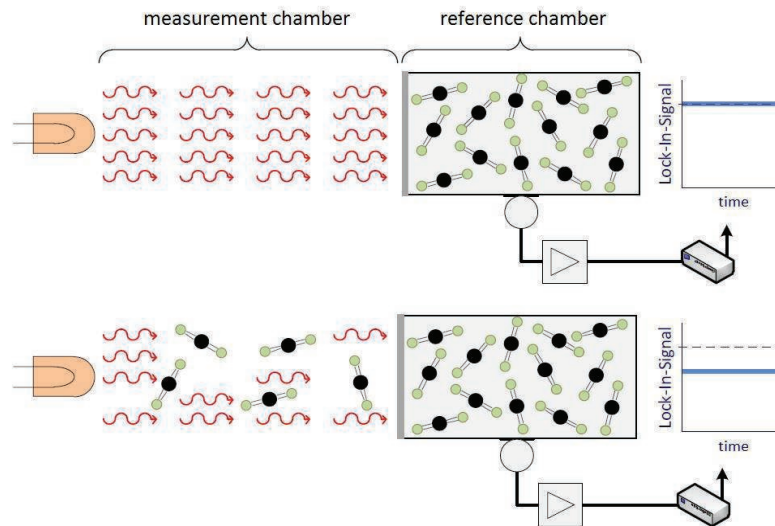 measurement chamber
reference chamber
Lock-In-Signal
time
Lock-In-Signal
time